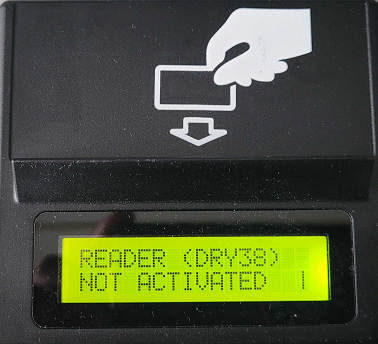 READER (DRY38)
NOT ACTIVATED |